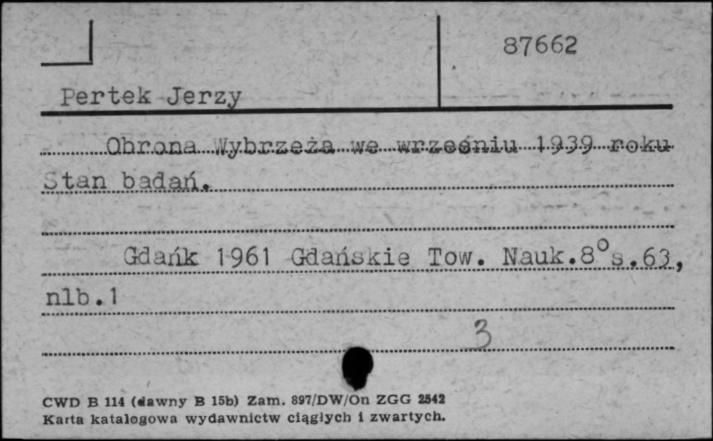 87662
Pertek Jerzy
Obrona Wybrzeża we wrześniu 1939 roku
Stan badań.
Gdańk 1961 Gdańskie Tow. Nauk.8°s.63,
nlb.1
3
CWD B 114 (dawny B 15b) Zam. 897/DW/On ZGG 2542
Karta katalogowa wydawnictw ciągłych i zwartych.